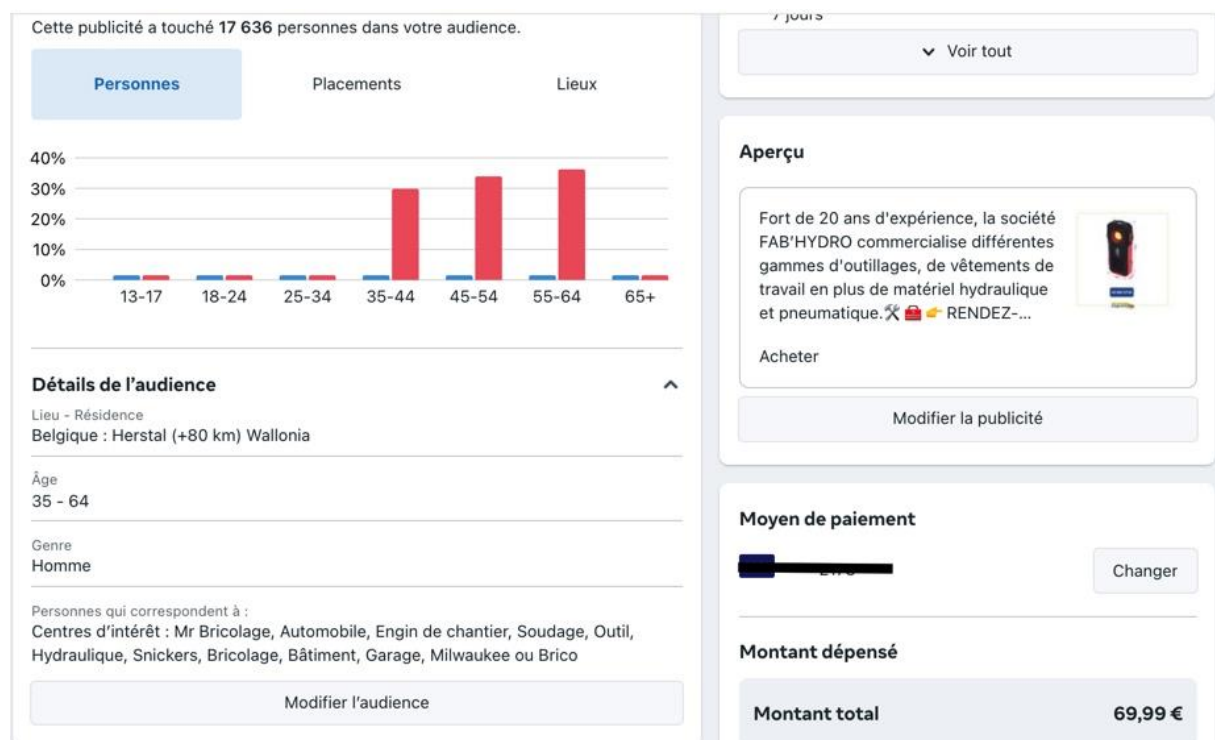 Cette publicité a touché 17 636 personnes dans votre audience.
Personnes
Placements
Lieux
40%
30%
20%
10%
0%
13-17
18-24
25-34
35-44
45-54
55-64
65+
Détails de l’audience
Lieu - Résidence
Belgique : Herstal (+80 km) Wallonia
Âge
35 - 64
Genre
Homme
Personnes qui correspondent à :
Centres d’intérêt : Mr Bricolage, Automobile, Engin de chantier, Soudage, Outil,
Hydraulique, Snickers, Bricolage, Bâtiment, Garage, Milwaukee ou Brico
Modifier l’audience
7 jours
Voir tout
Aperçu
Fort de 20 ans d'expérience, la société
FAB’HYDRO commercialise différentes
gammes d'outillages, de vêtements de
travail en plus de matériel hydraulique
et pneumatique.🛠️🧰👉 RENDEZ-...
Acheter
Modifier la publicité
Moyen de paiement
Changer
Montant dépensé
Montant total
69,99 €